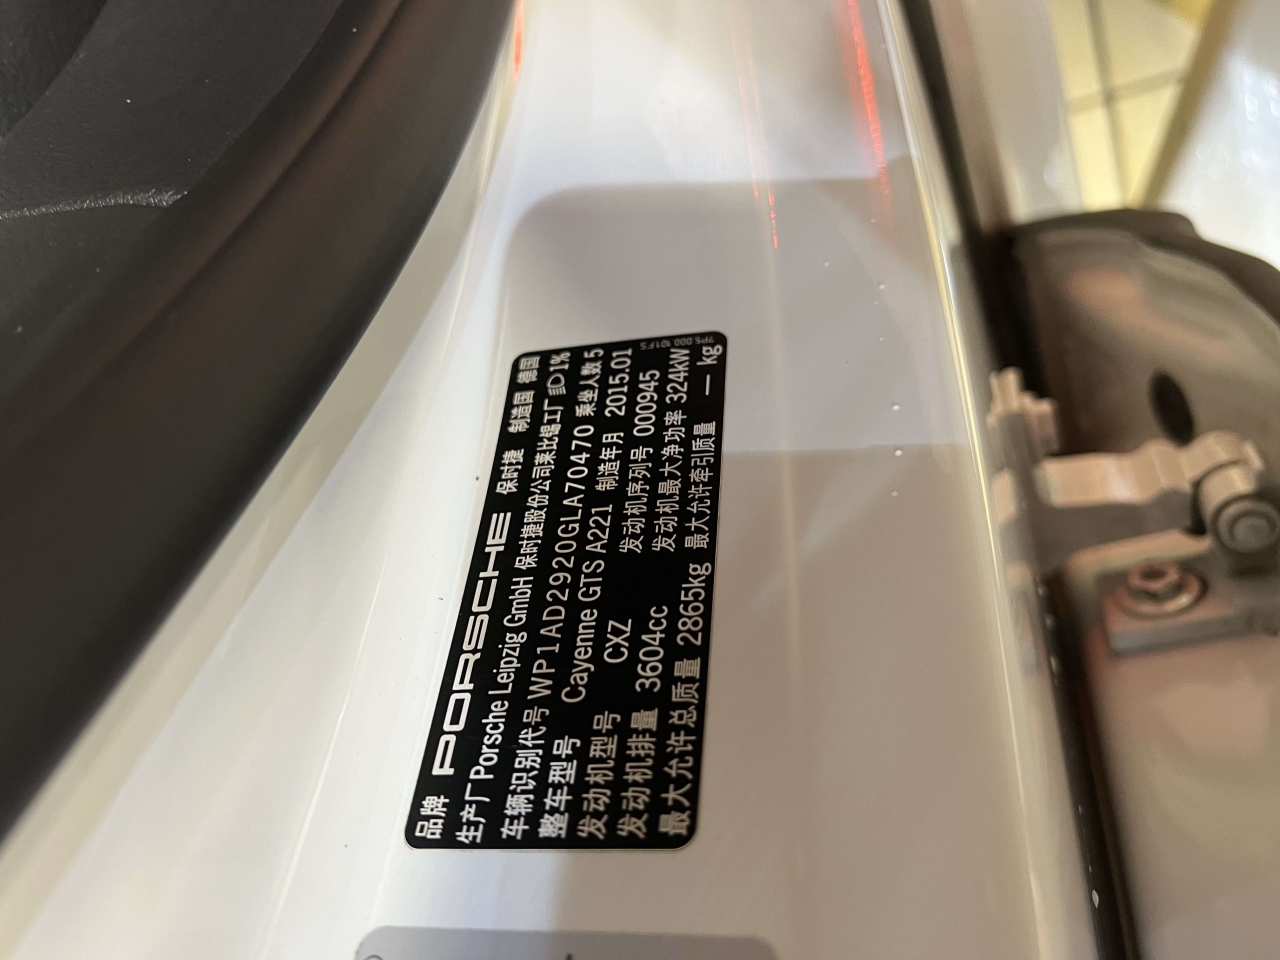 品牌 PORSCHE 保时捷 制造国 德国
生产厂 Porsche Leipzig GmbH 保时捷股份公司莱比锡工厂 1%
车辆识别代号 WP1AD2920GLA70470 乘坐人数 5
整车型号 Cayenne GTS A221 制造年月 2015.01
发动机型号 CXZ 发动机序列号 000945
发动机排量 3604cc 发动机最大净功率 324kW
最大允许总质量 2865kg 最大允许牵引质量 — kg
7P5.000.101FS